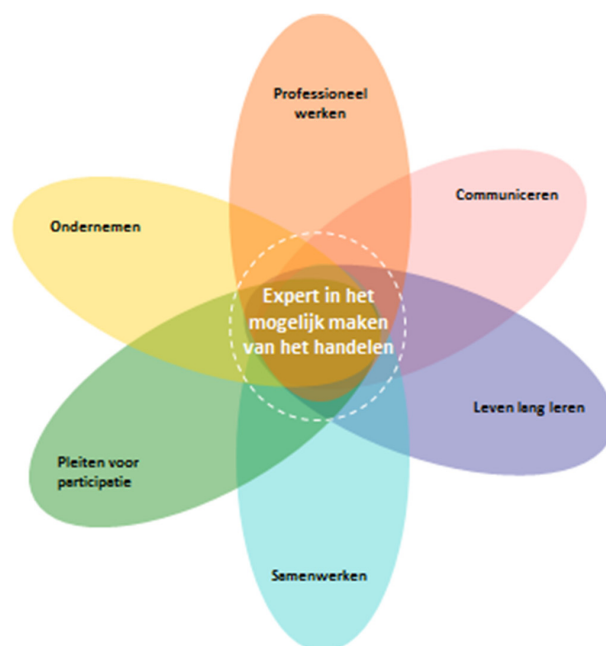 Professioneel
werken
Communiceren
Ondernemen
Expert in het
mogelijk maken
van het handelen
Leven lang leren
Pleiten voor
participatie
Samenwerken